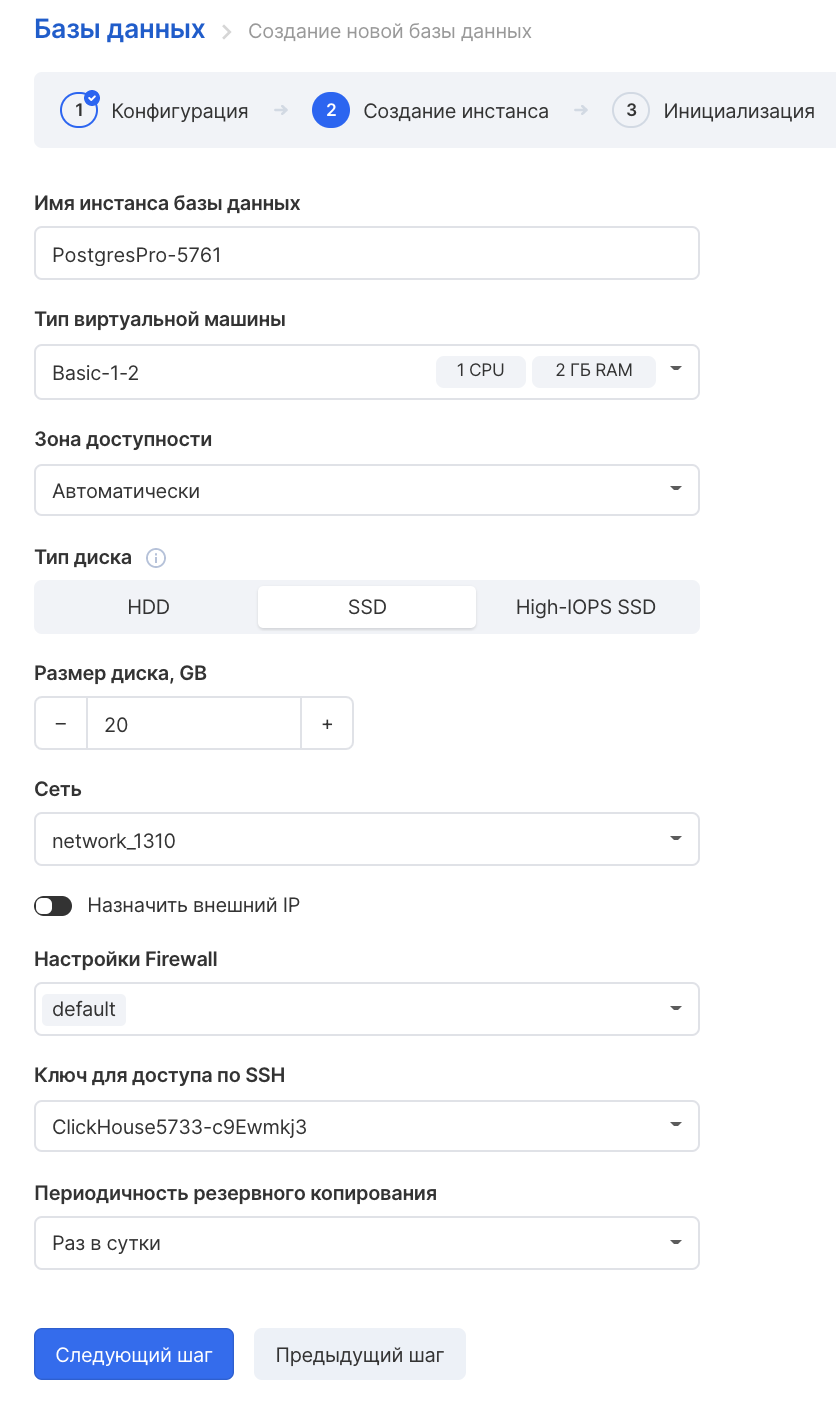 Базы данных > Создание новой базы данных
1 Конфигурация → 2 Создание инстанса → 3 Инициализация
Имя инстанса базы данных
PostgresPro-5761
Тип виртуальной машины
Basic-1-2 1 CPU 2 ГБ RAM
Зона доступности
Автоматически
Тип диска
HDD SSD High-IOPS SSD
Размер диска, GB
− 20 +
Сеть
network_1310
Назначить внешний IP
Настройки Firewall
default
Ключ для доступа по SSH
ClickHouse5733-c9Ewmkj3
Периодичность резервного копирования
Раз в сутки
Следующий шаг Предыдущий шаг